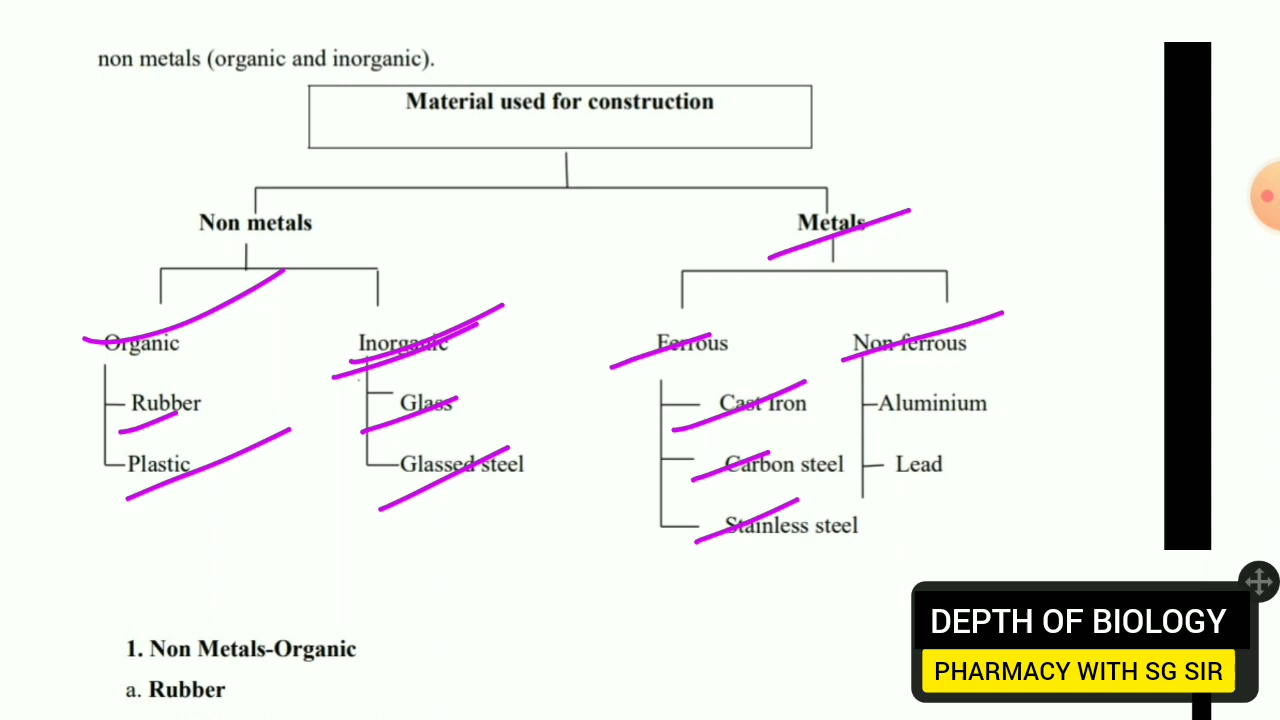 non metals (organic and inorganic).
Material used for construction
Non metals
Metals
Organic
Inorganic
Ferrous
Non ferrous
Rubber
Glass
Cast Iron
Aluminium
Plastic
Glassed steel
Carbon steel
Lead
Stainless steel
1. Non Metals-Organic
a. Rubber
DEPTH OF BIOLOGY
PHARMACY WITH SG SIR